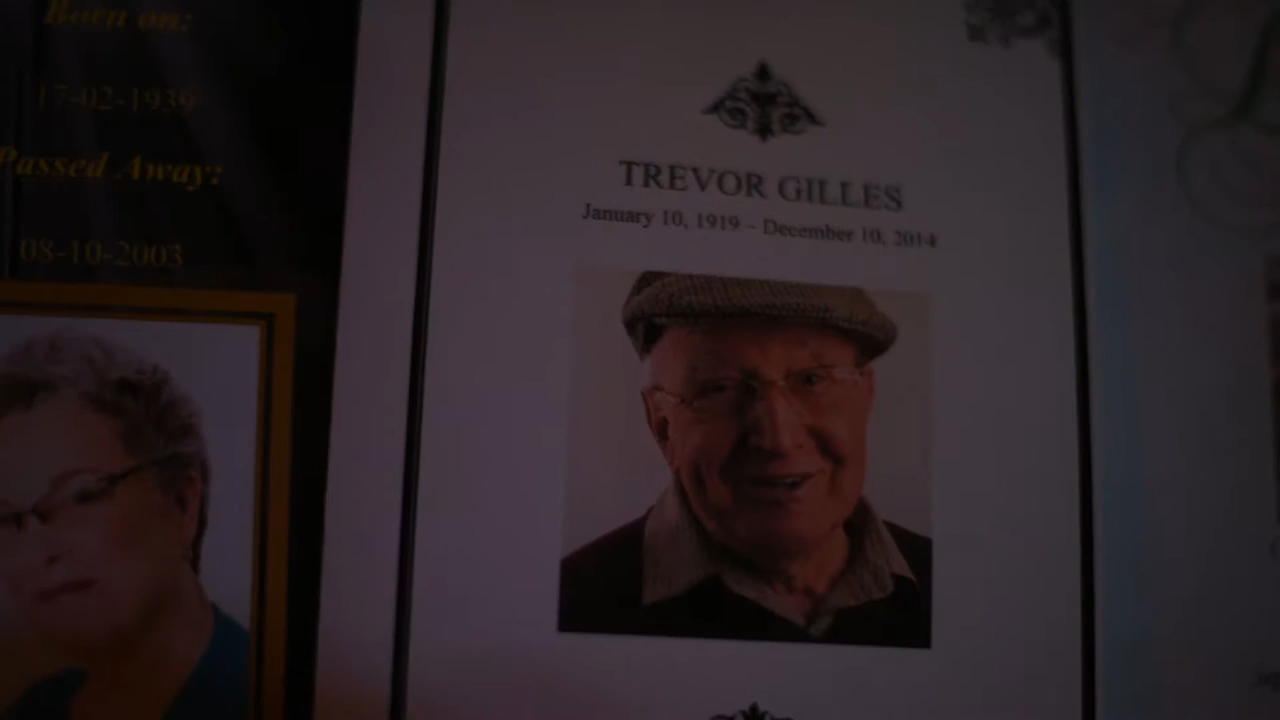 Born on:
17-02-1939
Passed Away:
08-10-2003
TREVOR GILLES
January 10, 1919 - December 10, 2014